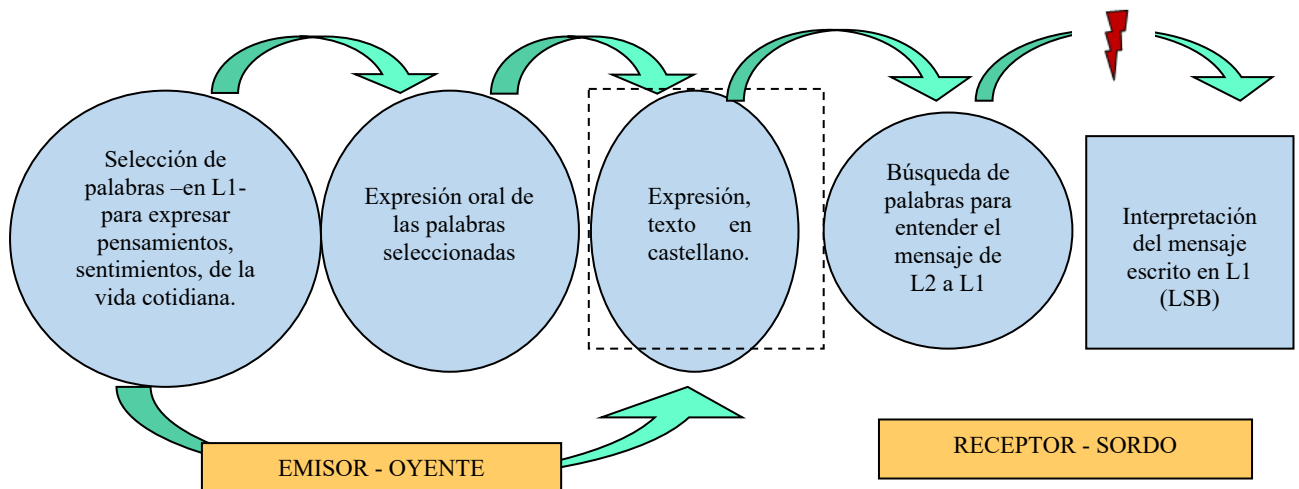 Selección de
palabras –en L1-
para expresar
pensamientos,
sentimientos, de la
vida cotidiana.
Expresión oral de
las palabras
seleccionadas
Expresión,
texto en
castellano.
Búsqueda de
palabras para
entender el
mensaje de
L2 a L1
Interpretación
del mensaje
escrito en L1
(LSB)
EMISOR - OYENTE
RECEPTOR - SORDO